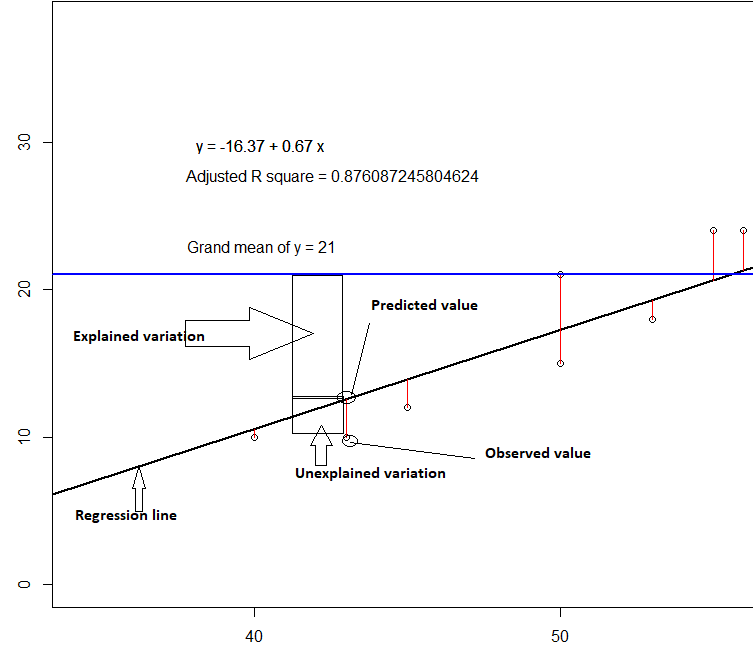 30
y = -16.37 + 0.67 x
Adjusted R square = 0.876087245804624
Grand mean of y = 21
20
Predicted value
Explained variation
10
Observed value
Unexplained variation
Regression line
0
40
50